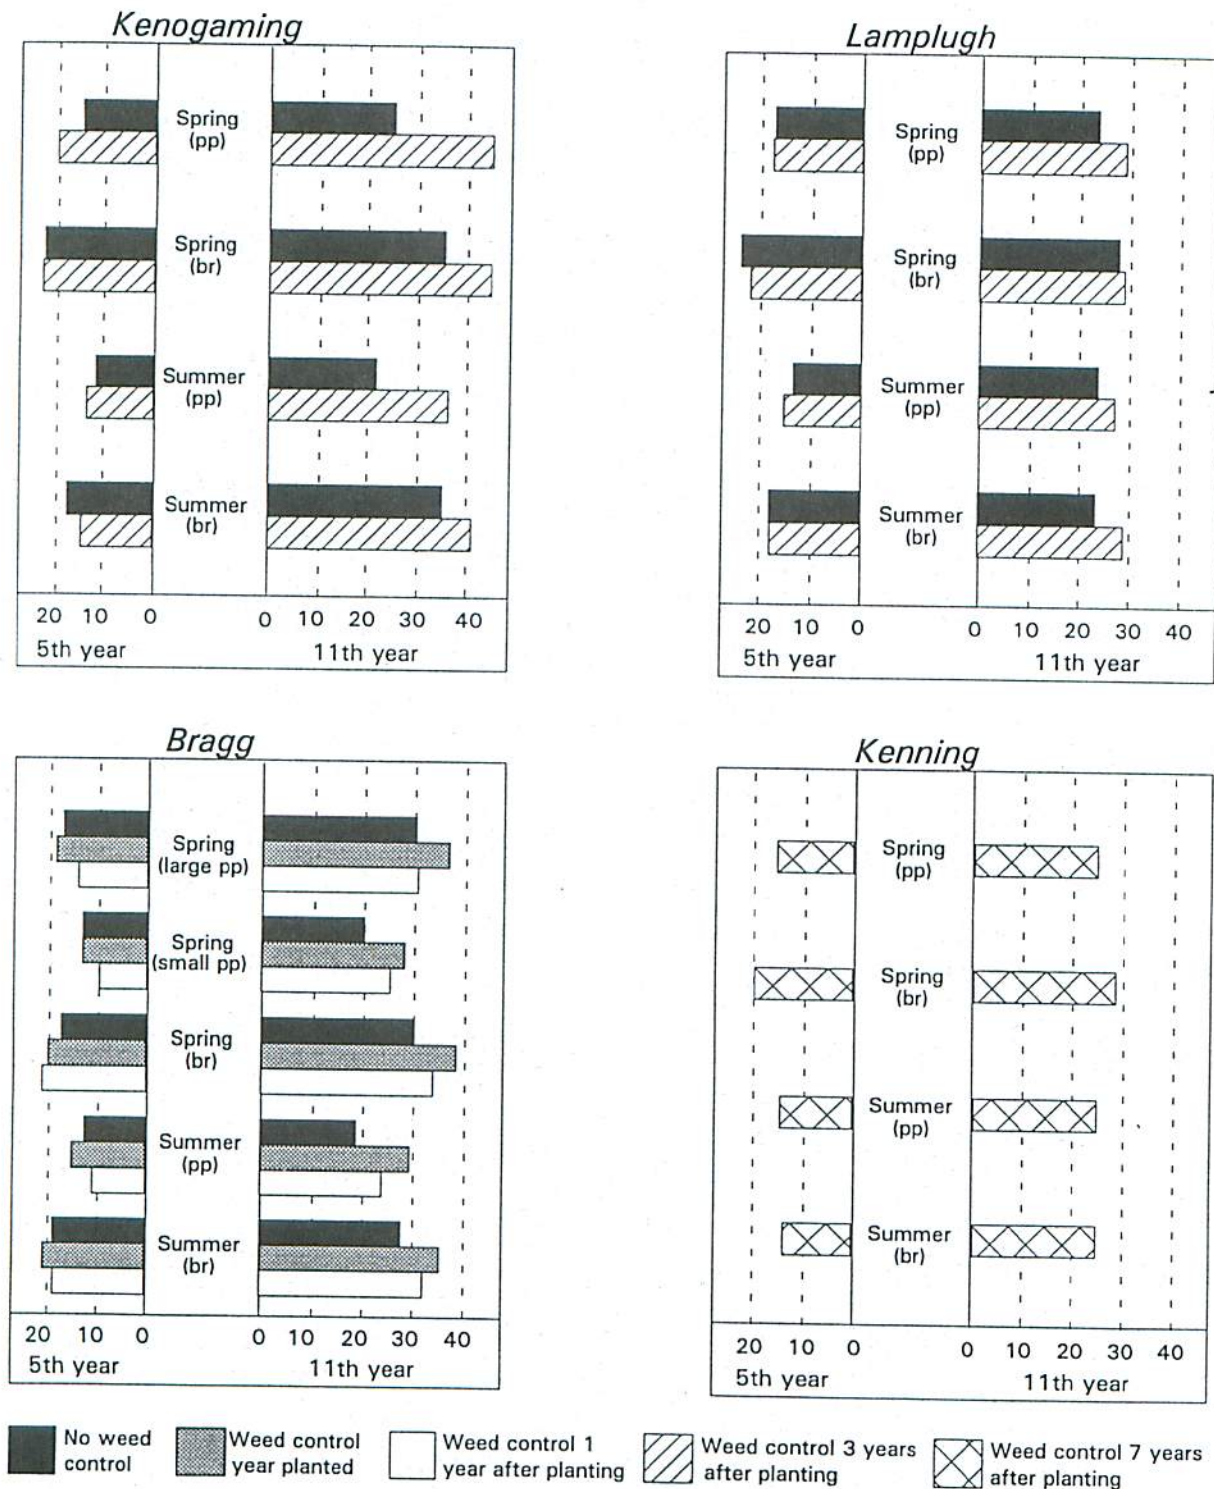 Kenogaming
Spring
(pp)
Spring
(br)
Summer
(pp)
Summer
(br)
20 10 0 0 10 20 30 40
5th year 11th year
Lamplugh
Spring
(pp)
Spring
(br)
Summer
(pp)
Summer
(br)
20 10 0 0 10 20 30 40
5th year 11th year
Bragg
Spring
(large pp)
Spring
(small pp)
Spring
(br)
Summer
(pp)
Summer
(br)
20 10 0 0 10 20 30 40
5th year 11th year
Kenning
Spring
(pp)
Spring
(br)
Summer
(pp)
Summer
(br)
20 10 0 0 10 20 30 40
5th year 11th year
No weed
control
Weed control
year planted
Weed control 1
year after planting
Weed control 3 years
after planting
Weed control 7 years
after planting